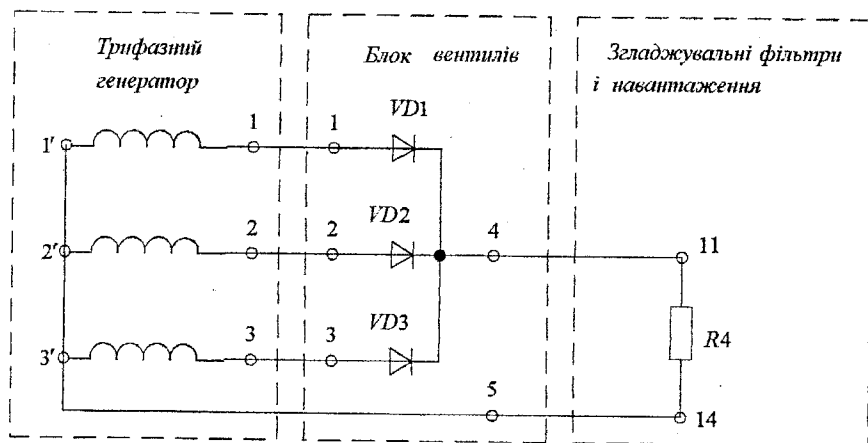 Трифазний
генератор
Блок вентилів
Згладжувальні фільтри
і навантаження
VD1
1'
1
1
VD2
2'
2
2
4
11
VD3
3'
3
3
R4
5
14